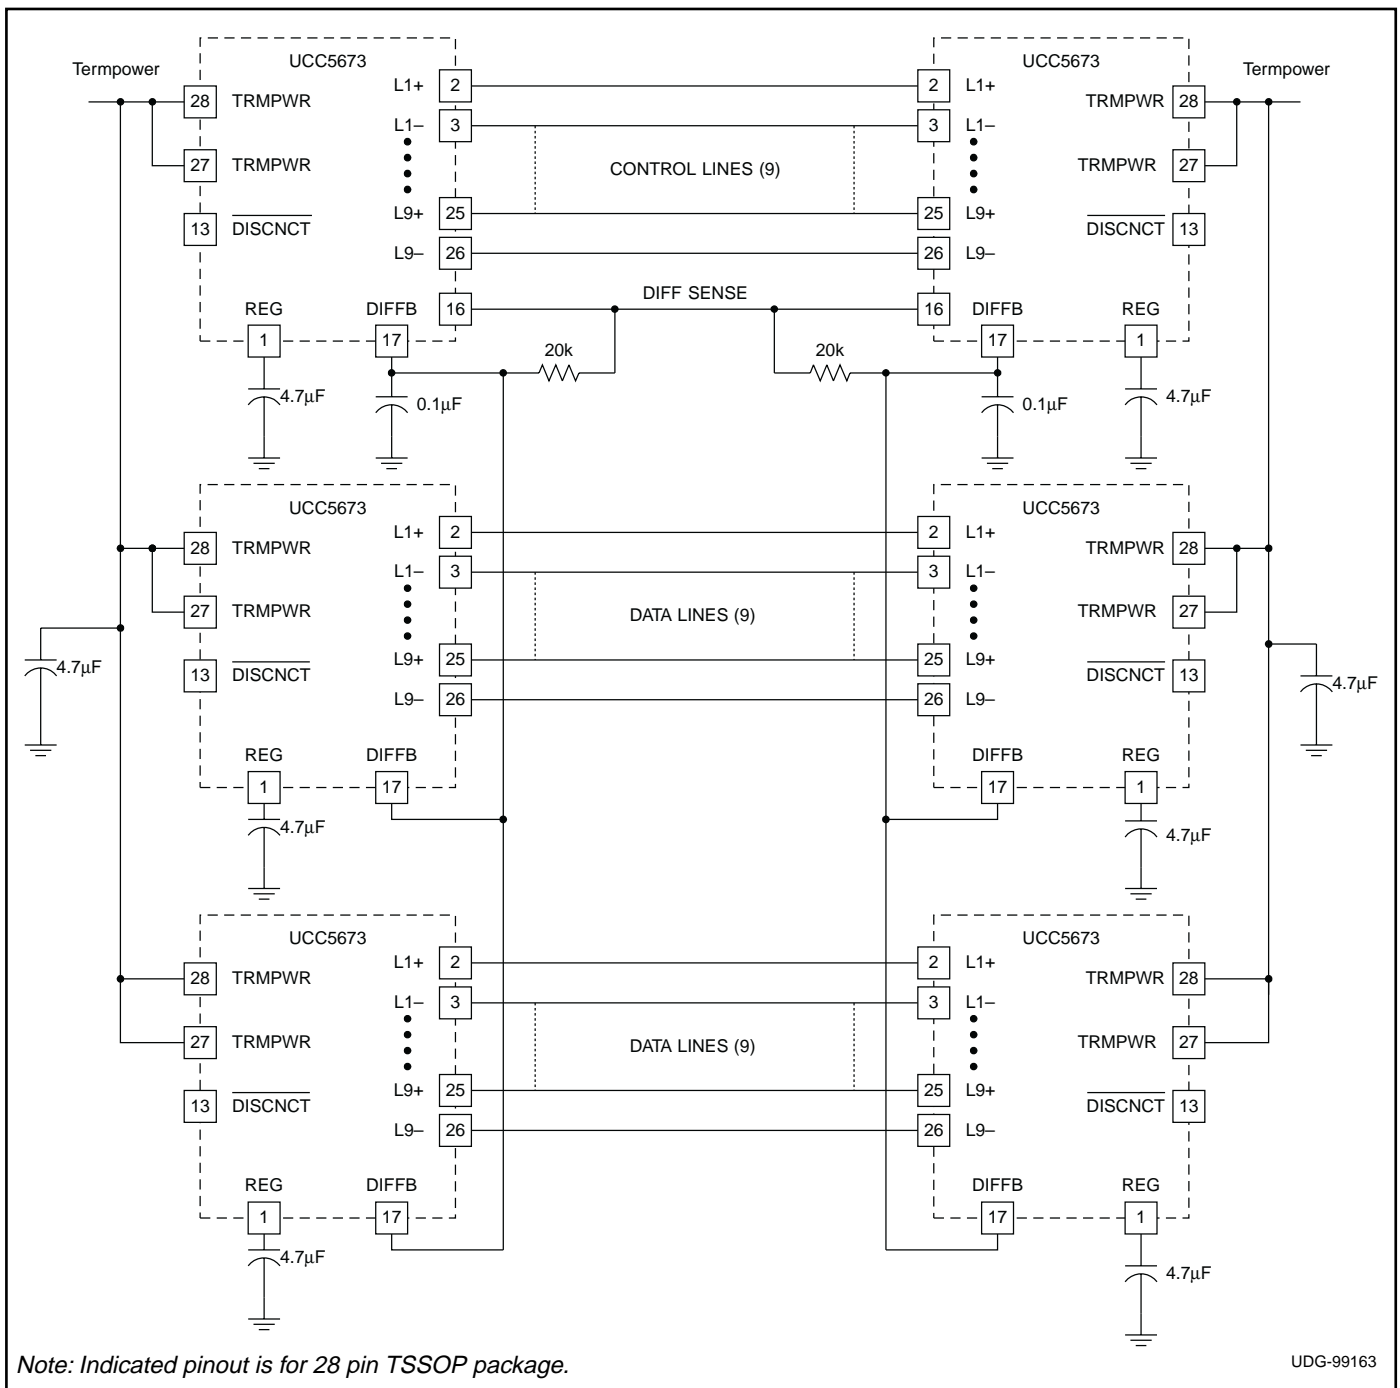 UCC5673 UCC5673
Termpower L1+ 2 2 L1+ Termpower
28 TRMPWR TRMPWR 28
L1– 3 3 L1–
27 TRMPWR CONTROL LINES (9) TRMPWR 27
L9+ 25 25 L9+
13 DISCNCT DISCNCT 13
L9– 26 26 L9–
DIFF SENSE
REG DIFFB 16 16 DIFFB REG
1 17 17 1
20k 20k
4.7μF 0.1μF 0.1μF 4.7μF
UCC5673 UCC5673
L1+ 2 2 L1+
28 TRMPWR TRMPWR 28
L1– 3 3 L1–
27 TRMPWR DATA LINES (9) TRMPWR 27
L9+ 25 25 L9+
4.7μF 13 DISCNCT DISCNCT 13 4.7μF
L9– 26 26 L9–
REG DIFFB DIFFB REG
1 17 17 1
4.7μF 4.7μF
UCC5673 UCC5673
L1+ 2 2 L1+
28 TRMPWR TRMPWR 28
L1– 3 3 L1–
27 TRMPWR DATA LINES (9) TRMPWR 27
L9+ 25 25 L9+
13 DISCNCT DISCNCT 13
L9– 26 26 L9–
REG DIFFB DIFFB REG
1 17 17 1
4.7μF 4.7μF
Note: Indicated pinout is for 28 pin TSSOP package. UDG-99163